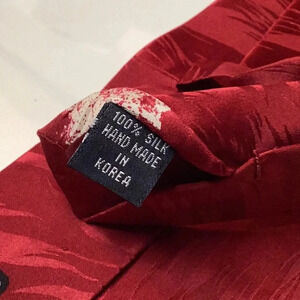 100% SILK
HAND MADE
IN
KOREA